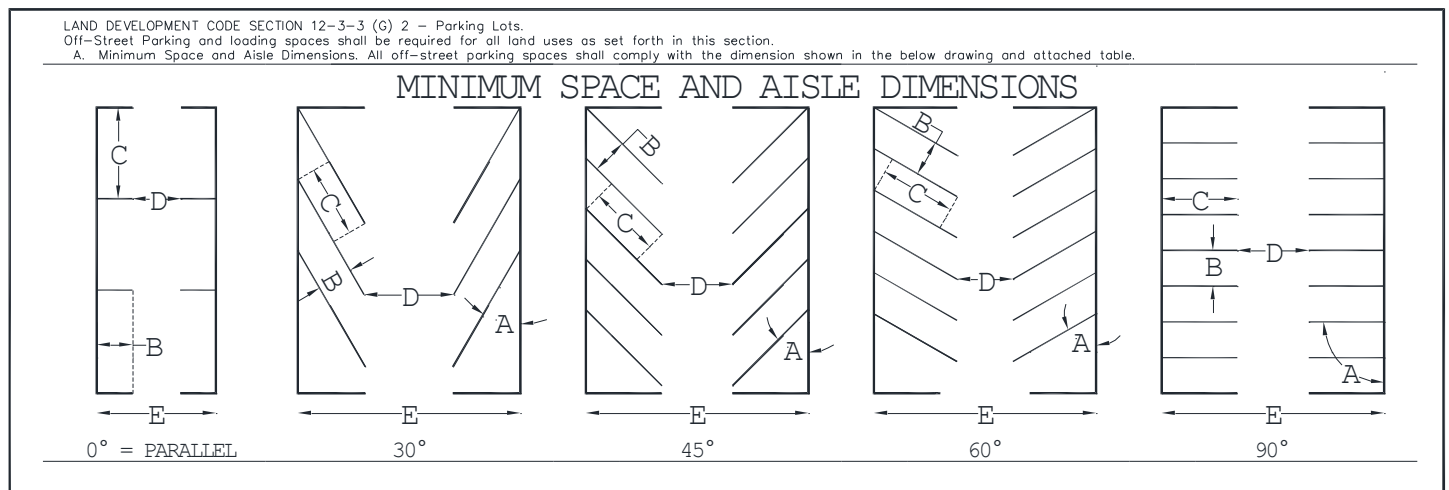 LAND DEVELOPMENT CODE SECTION 12-3-3 (G) 2 - Parking Lots.
Off-Street Parking and loading spaces shall be required for all land uses as set forth in this section.
A. Minimum Space and Aisle Dimensions. All off-street parking spaces shall comply with the dimension shown in the below drawing and attached table.
MINIMUM SPACE AND AISLE DIMENSIONS
C
D
B
E
0° = PARALLEL
C
B
D
A
E
30°
B
C
D
A
E
45°
B
C
D
A
E
60°
C
D
B
A
E
90°